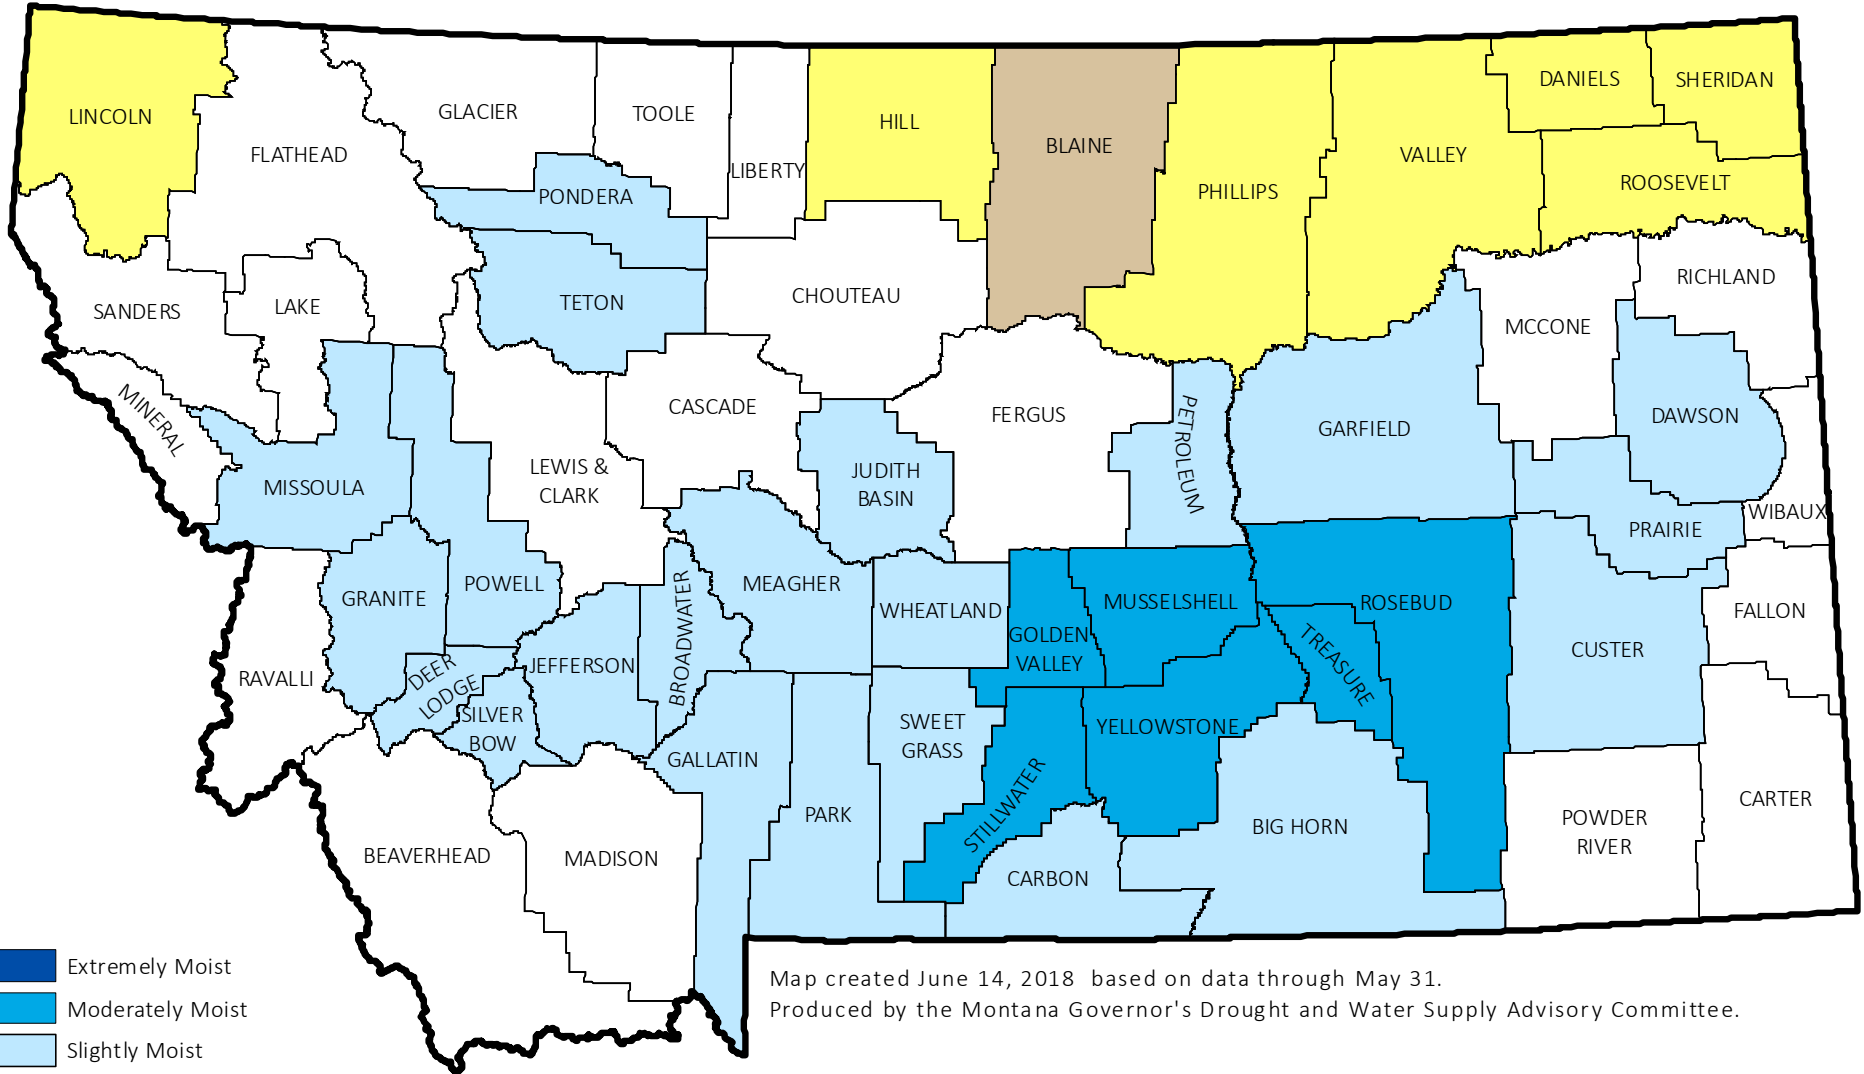 LINCOLN
FLATHEAD
GLACIER
TOOLE
LIBERTY
HILL
BLAINE
PHILLIPS
VALLEY
DANIELS
SHERIDAN
ROOSEVELT
PONDERA
TETON
CHOUTEAU
SANDERS
LAKE
MCCONE
RICHLAND
MINERAL
MISSOULA
LEWIS &
CLARK
CASCADE
JUDITH
BASIN
FERGUS
PETROLEUM
GARFIELD
DAWSON
PRAIRIE
WIBAUX
RAVALLI
GRANITE
POWELL
DEER
LODGE
SILVER
BOW
JEFFERSON
BROADWATER
MEAGHER
WHEATLAND
GOLDEN
VALLEY
MUSSELSHELL
TREASURE
ROSEBUD
CUSTER
FALLON
GALLATIN
PARK
SWEET
GRASS
STILLWATER
YELLOWSTONE
CARBON
BIG HORN
POWDER
RIVER
CARTER
BEAVERHEAD
MADISON
Extremely Moist
Moderately Moist
Slightly Moist
Map created June 14, 2018 based on data through May 31.
Produced by the Montana Governor's Drought and Water Supply Advisory Committee.